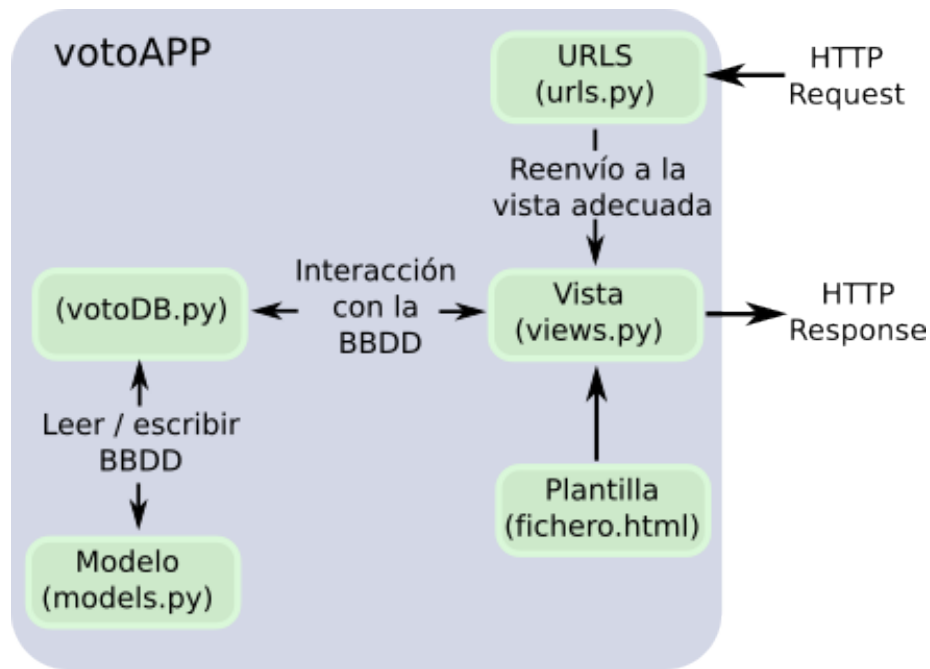 votoAPP
URLS
(urls.py)
HTTP
Request
Reenvío a la
vista adecuada
Interacción
con la
BBDD
(votoDB.py)
Vista
(views.py)
HTTP
Response
Leer / escribir
BBDD
Plantilla
(fichero.html)
Modelo
(models.py)